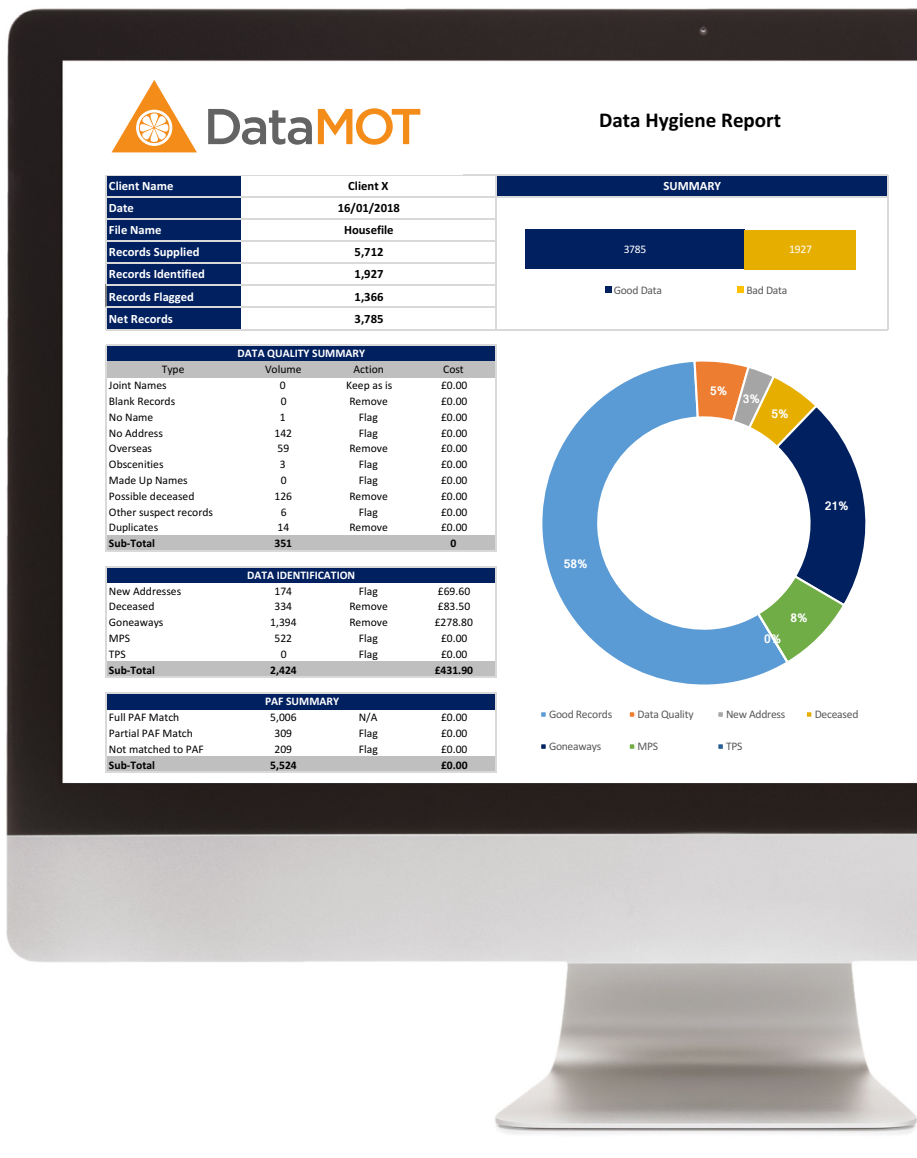 DataMOT
Data Hygiene Report
Client Name Client X
Date 16/01/2018
File Name Housefile
Records Supplied 5,712
Records Identified 1,927
Records Flagged 1,366
Net Records 3,785
SUMMARY
3785 1927
Good Data Bad Data
DATA QUALITY SUMMARY
Type Volume Action Cost
Joint Names 0 Keep as is £0.00
Blank Records 0 Remove £0.00
No Name 1 Flag £0.00
No Address 142 Flag £0.00
Overseas 59 Remove £0.00
Obscenities 3 Flag £0.00
Made Up Names 0 Flag £0.00
Possible deceased 126 Remove £0.00
Other suspect records 6 Flag £0.00
Duplicates 14 Remove £0.00
Sub-Total 351 0
DATA IDENTIFICATION
New Addresses 174 Flag £69.60
Deceased 334 Remove £83.50
Goneaways 1,394 Remove £278.80
MPS 522 Flag £0.00
TPS 0 Flag £0.00
Sub-Total 2,424 £431.90
PAF SUMMARY
Full PAF Match 5,006 N/A £0.00
Partial PAF Match 309 Flag £0.00
Not matched to PAF 209 Flag £0.00
Sub-Total 5,524 £0.00
5% 3% 5%
21%
58%
8%
0%
Good Records Data Quality New Address Deceased
Goneaways MPS TPS